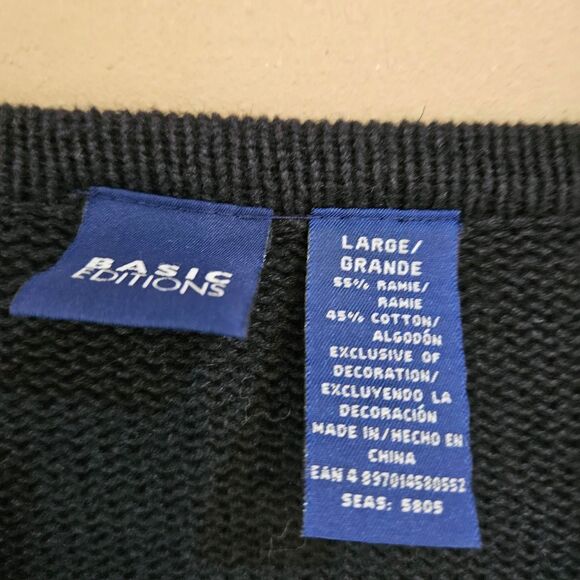 BASIC
EDITIONS
LARGE/
GRANDE
55% RAMIE/
RAMIE
45% COTTON/
ALGODÓN
EXCLUSIVE OF
DECORATION/
EXCLUYENDO LA
DECORACIÓN
MADE IN/HECHO EN
CHINA
EAN 4 897014580552
SEAS: 5805